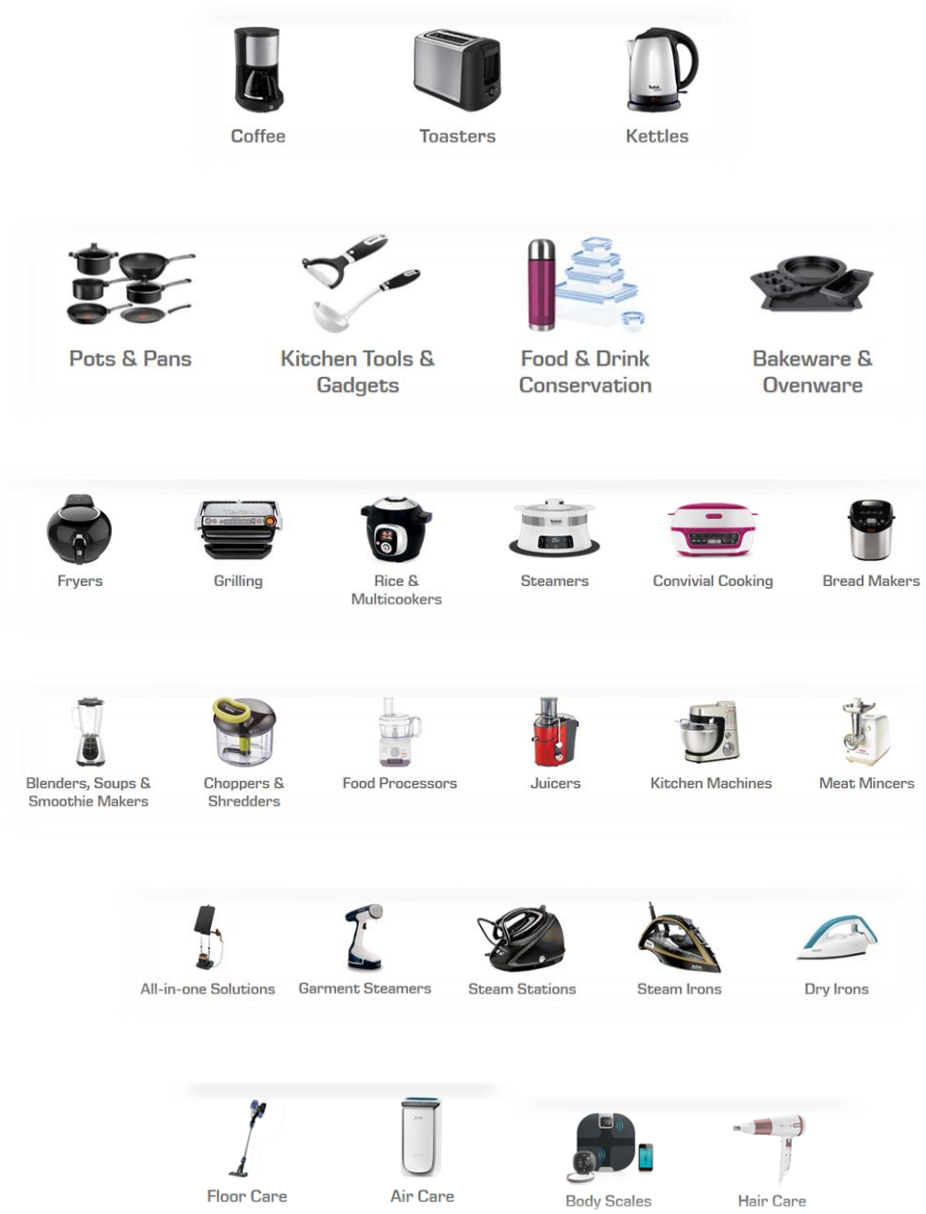 Coffee
Toasters
Kettles
Pots & Pans
Kitchen Tools &
Gadgets
Food & Drink
Conservation
Bakeware &
Ovenware
Fryers
Grilling
Rice &
Multicookers
Steamers
Convivial Cooking
Bread Makers
Blenders, Soups &
Smoothie Makers
Choppers &
Shredders
Food Processors
Juicers
Kitchen Machines
Meat Mincers
All-in-one Solutions
Garment Steamers
Steam Stations
Steam Irons
Dry Irons
Floor Care
Air Care
Body Scales
Hair Care